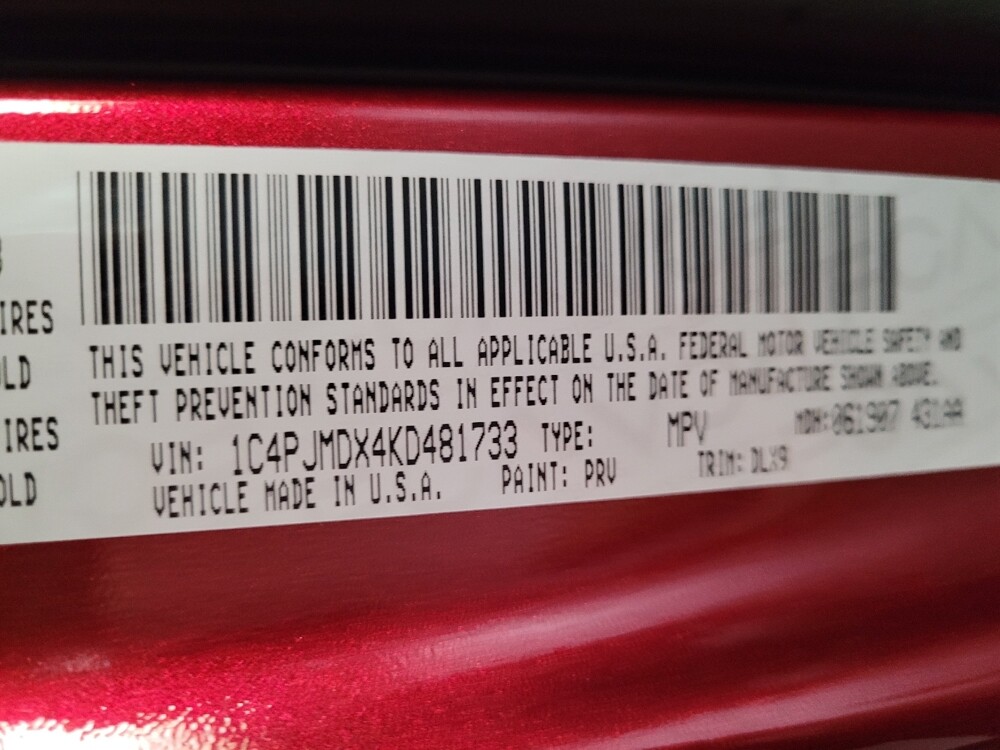 IRES
OLD
IRES
OLD
THIS VEHICLE CONFORMS TO ALL APPLICABLE U.S.A. FEDERAL MOTOR VEHICLE SAFETY AND
THEFT PREVENTION STANDARDS IN EFFECT ON THE DATE OF MANUFACTURE SHOWN ABOVE.
VIN: 1C4PJMDX4KD481733 TYPE: MPV MDH: 061907 431AA
VEHICLE MADE IN U.S.A. PAINT: PRV TRIM: DLX9